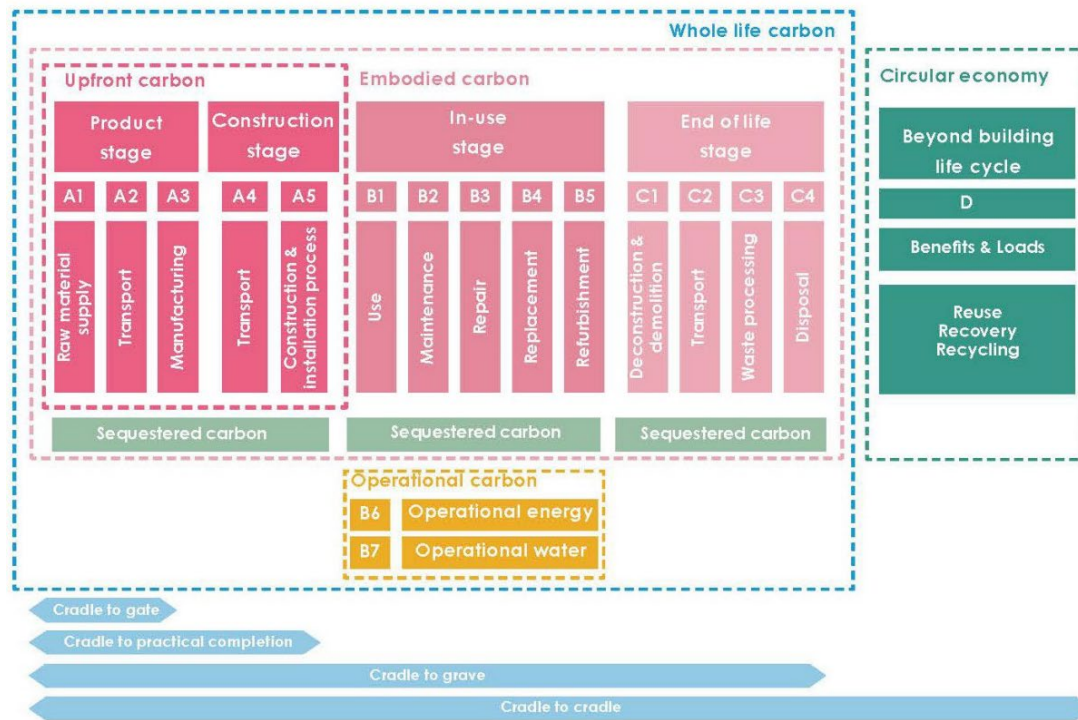 Whole life carbon
Upfront carbon
Embodied carbon
Circular economy
Product
stage
Construction
stage
In-use
stage
End of life
stage
Beyond building
life cycle
A1
A2
A3
A4
A5
B1
B2
B3
B4
B5
C1
C2
C3
C4
D
Raw material
supply
Transport
Manufacturing
Transport
Construction &
installation process
Use
Maintenance
Repair
Replacement
Refurbishment
Deconstruction &
demolition
Transport
Waste processing
Disposal
Benefits & Loads
Reuse
Recovery
Recycling
Sequestered carbon
Sequestered carbon
Sequestered carbon
Operational carbon
B6
Operational energy
B7
Operational water
Cradle to gate
Cradle to practical completion
Cradle to grave
Cradle to cradle